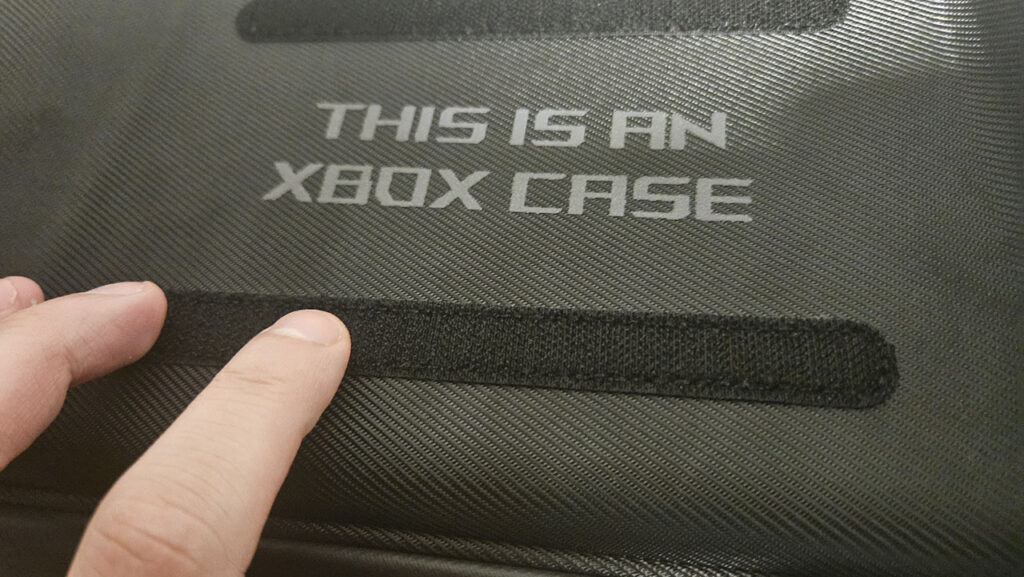 THIS IS AN
XBOX CASE